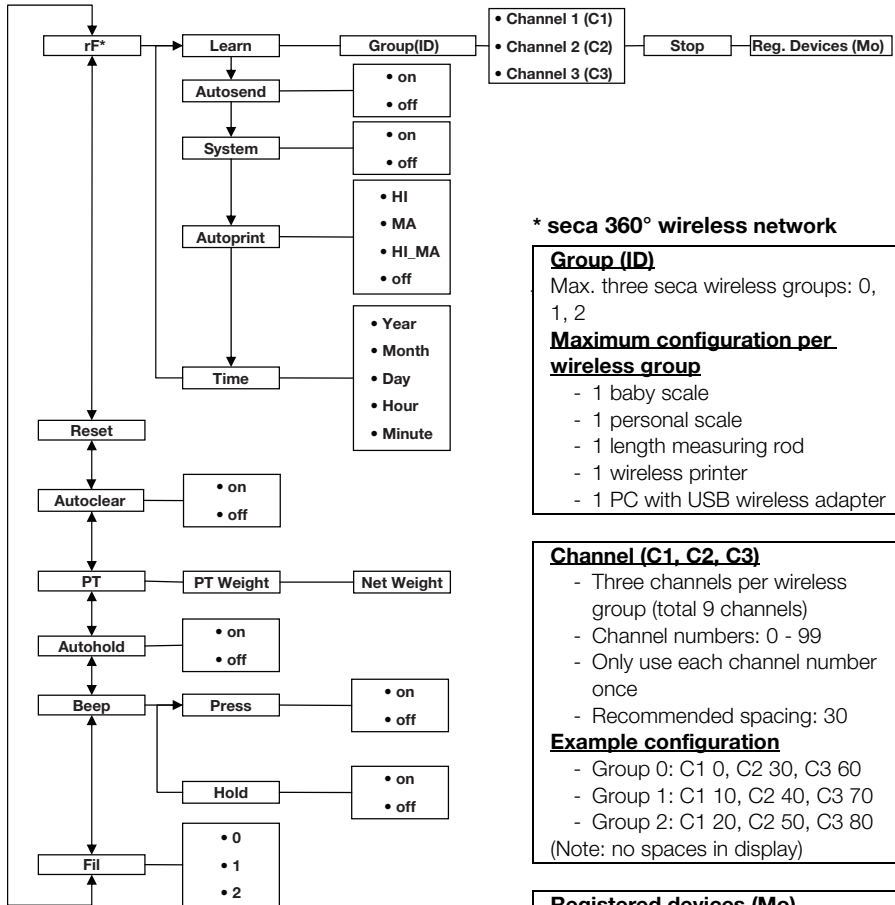 rF*
Learn
Group(ID)
• Channel 1 (C1)
• Channel 2 (C2)
• Channel 3 (C3)
Stop
Reg. Devices (Mo)
Autosend
• on
• off
System
• on
• off
Autoprint
• HI
• MA
• HI_MA
• off
Time
• Year
• Month
• Day
• Hour
• Minute
Reset
Autoclear
• on
• off
PT
PT Weight
Net Weight
Autohold
• on
• off
Beep
Press
• on
• off
Hold
• on
• off
Fil
• 0
• 1
• 2
* seca 360° wireless network
Group (ID)
Max. three seca wireless groups: 0,
1, 2
Maximum configuration per
wireless group
- 1 baby scale
- 1 personal scale
- 1 length measuring rod
- 1 wireless printer
- 1 PC with USB wireless adapter
Channel (C1, C2, C3)
- Three channels per wireless
group (total 9 channels)
- Channel numbers: 0 - 99
- Only use each channel number
once
- Recommended spacing: 30
Example configuration
- Group 0: C1 0, C2 30, C3 60
- Group 1: C1 10, C2 40, C3 70
- Group 2: C1 20, C2 50, C3 80
(Note: no spaces in display)
Registered devices (Mo)